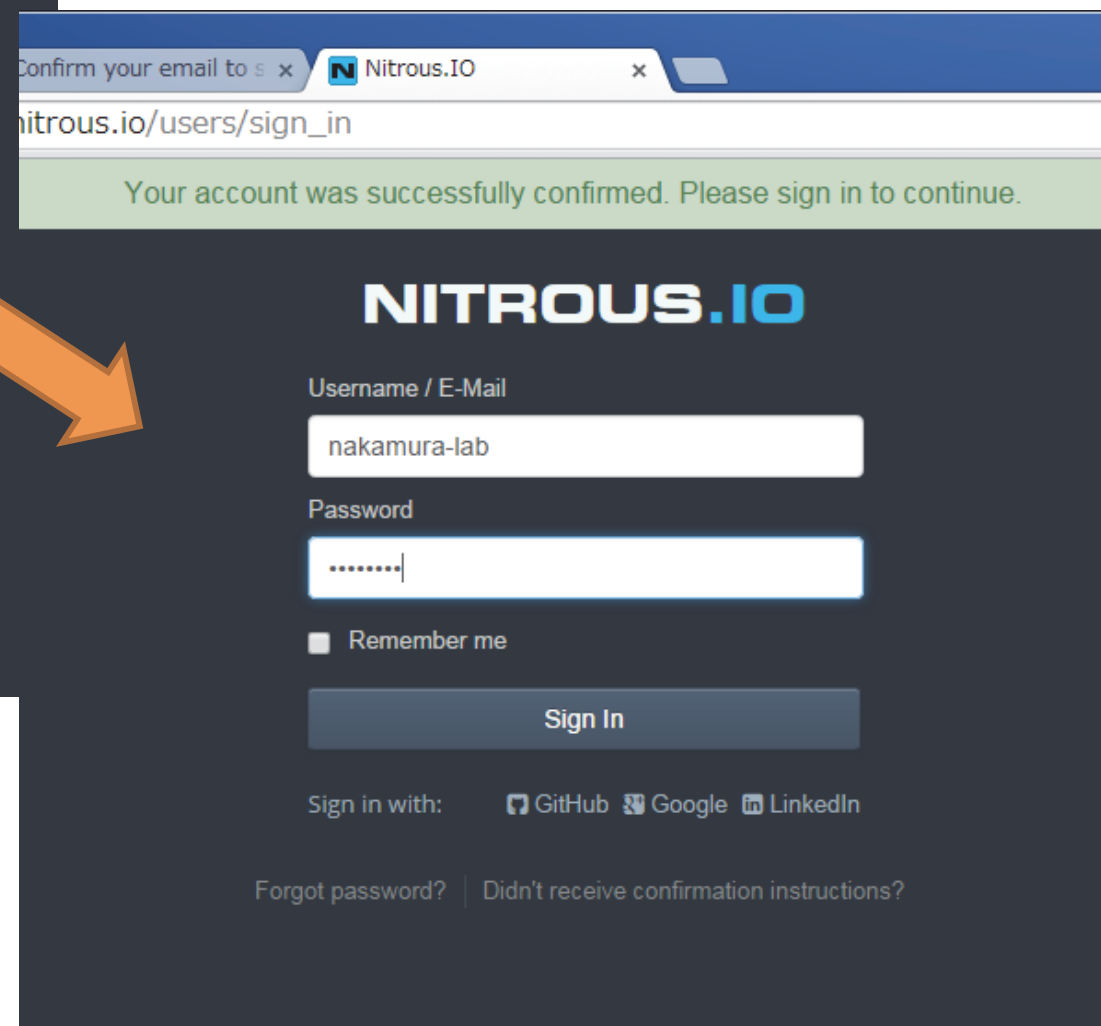 Confirm your email to s
Nitrous.IO
nitrous.io/users/sign_in
Your account was successfully confirmed. Please sign in to continue.
NITROUS.IO
Username / E-Mail
nakamura-lab
Password
••••••••
Remember me
Sign In
Sign in with: GitHub Google LinkedIn
Forgot password? Didn't receive confirmation instructions?